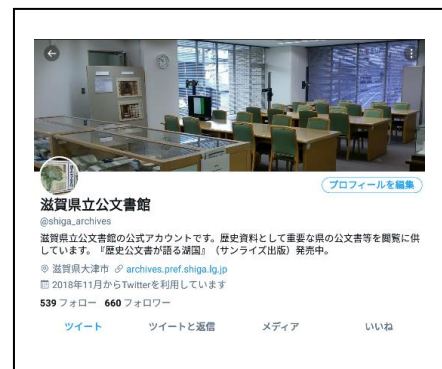 プロフィールを編集
滋賀県立公文書館
@shiga_archives
滋賀県立公文書館の公式アカウントです。歴史資料として重要な県の公文書等を閲覧に供
しています。『歴史公文書が語る湖国』（サンライズ出版）発売中。
滋賀県大津市 archives.pref.shiga.lg.jp
2018年11月からTwitterを利用しています
539 フォロー 660 フォロワー
ツイート ツイートと返信 メディア いいね